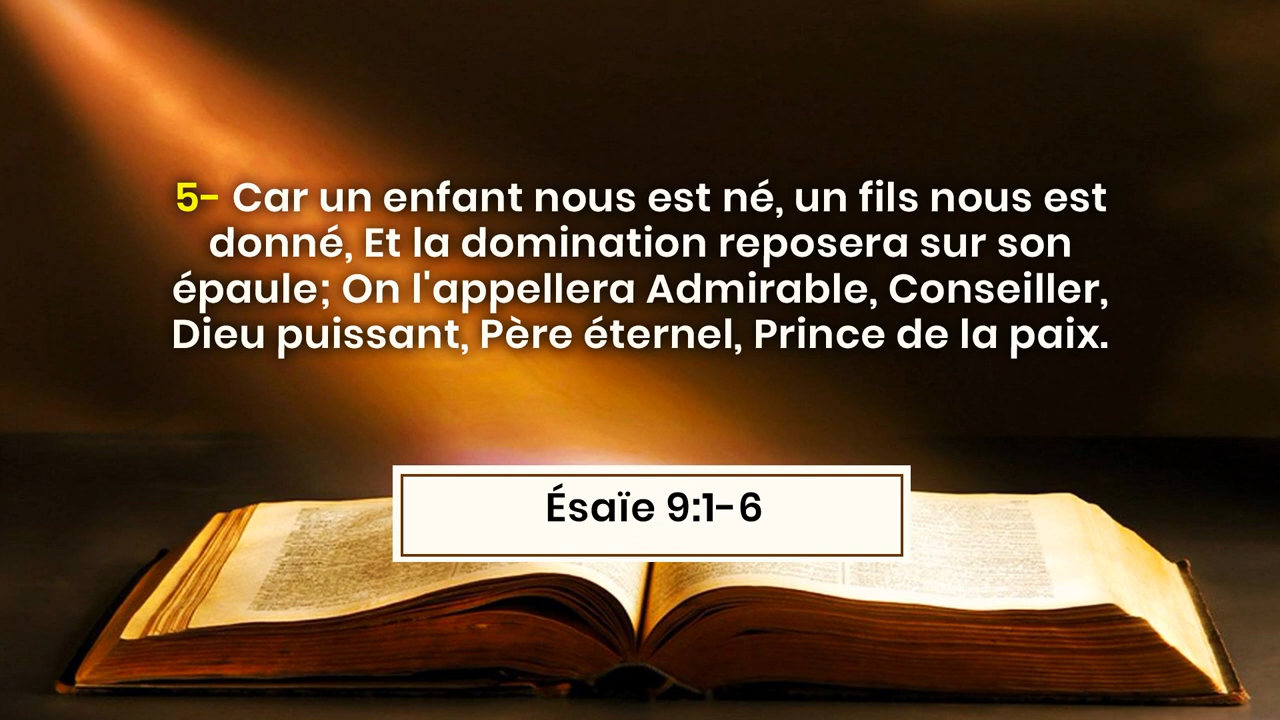 5- Car un enfant nous est né, un fils nous est
donné, Et la domination reposera sur son
épaule; On l'appellera Admirable, Conseiller,
Dieu puissant, Père éternel, Prince de la paix.
Ésaïe 9:1-6